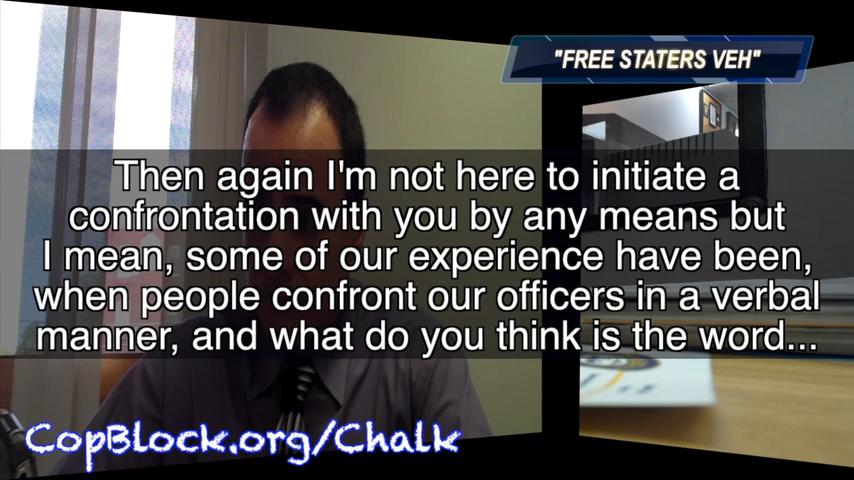 "FREE STATERS VEH"
Then again I'm not here to initiate a
confrontation with you by any means but
I mean, some of our experience have been,
when people confront our officers in a verbal
manner, and what do you think is the word...
CopBlock.org/Chalk